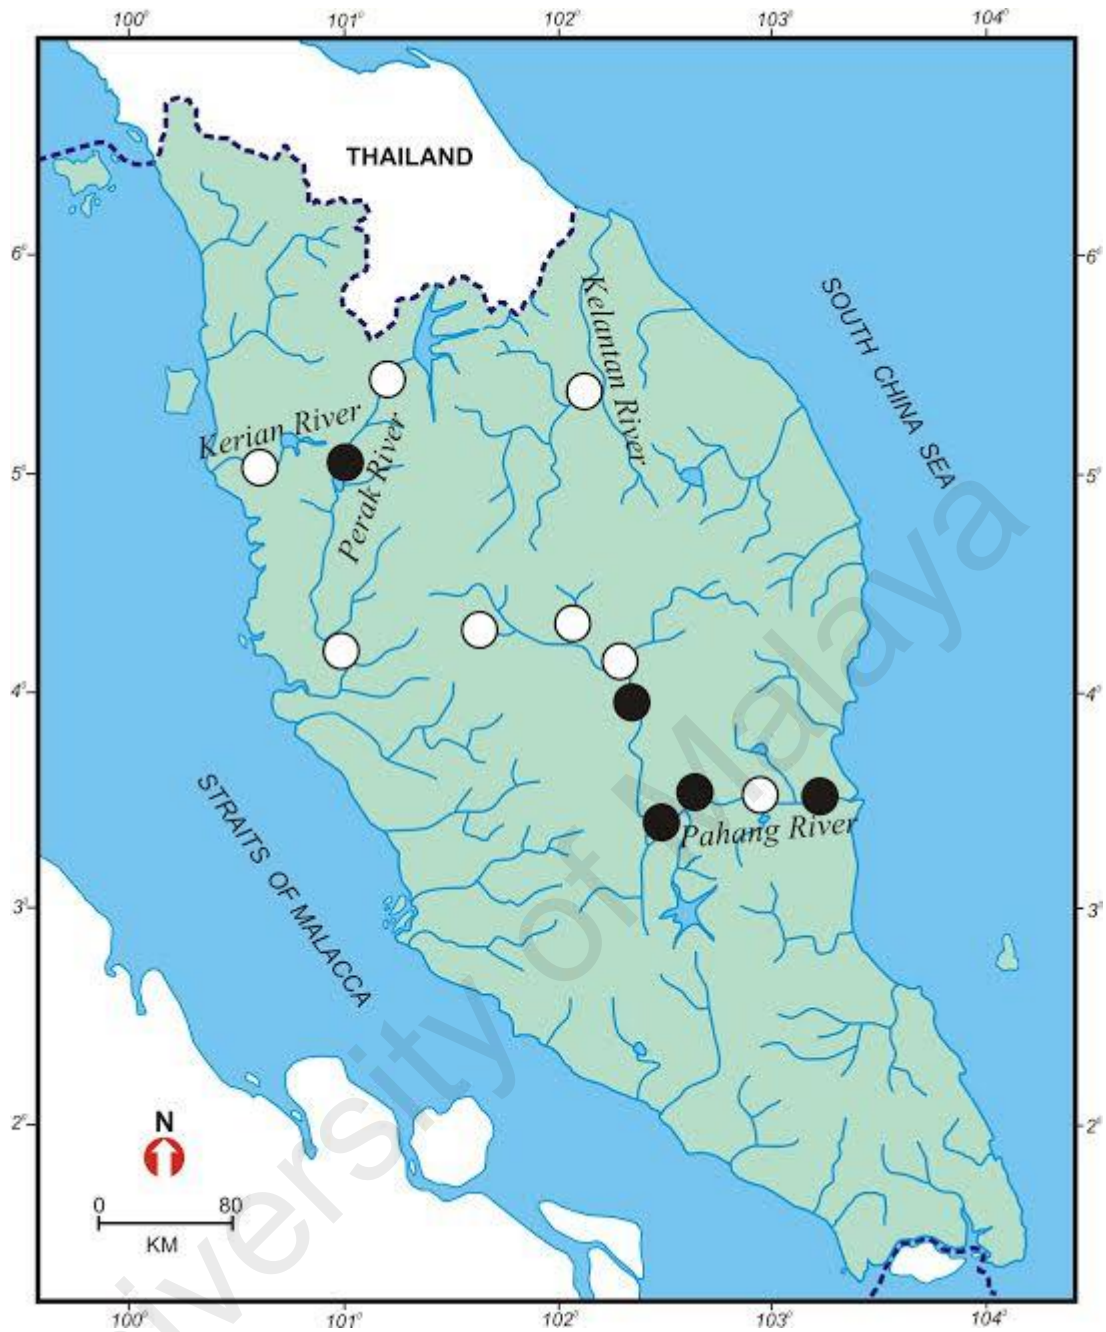 100° 101° 102° 103° 104°
THAILAND
6° 6°
Kelantan River
SOUTH CHINA SEA
Kerian River
Perak River
5° 5°
4° 4°
Pahang River
STRAITS OF MALACCA
3° 3°
2° 2°
N
0 80
KM
100° 101° 102° 103° 104°
University of Malaya